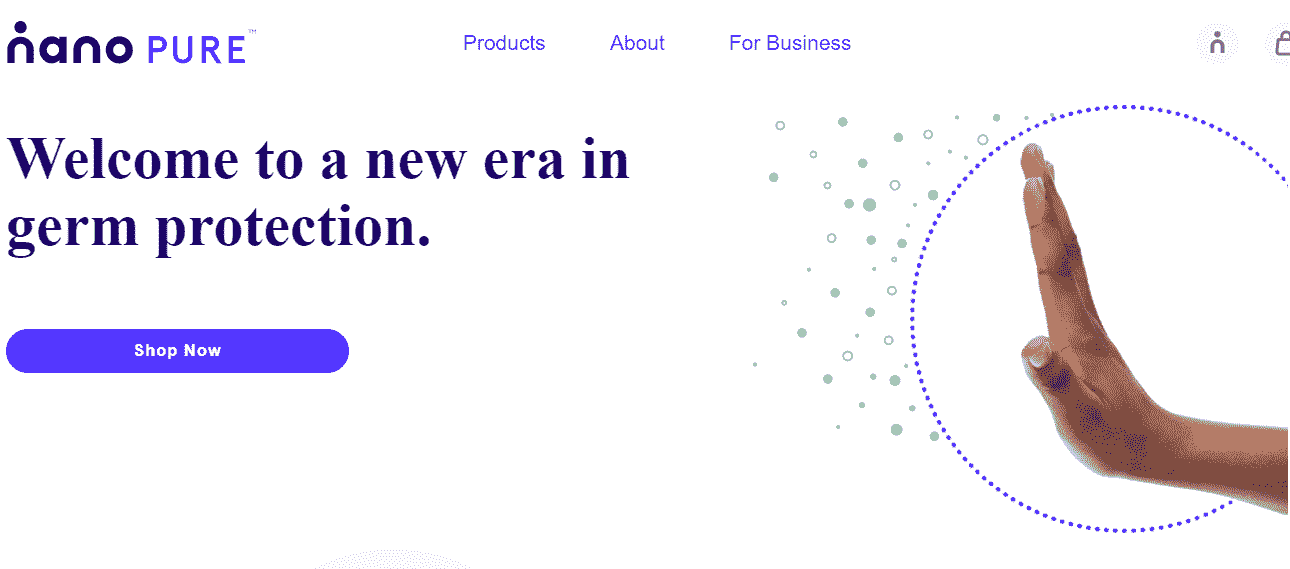 nano PURE™
Products
About
For Business
Welcome to a new era in
germ protection.
Shop Now